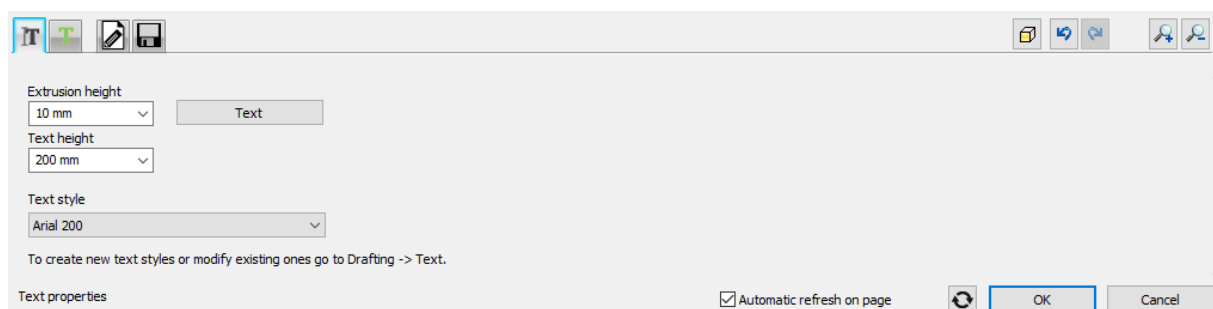 T T
Extrusion height
10 mm
Text
Text height
200 mm
Text style
Arial 200
To create new text styles or modify existing ones go to Drafting -> Text.
Text properties
Automatic refresh on page
OK
Cancel